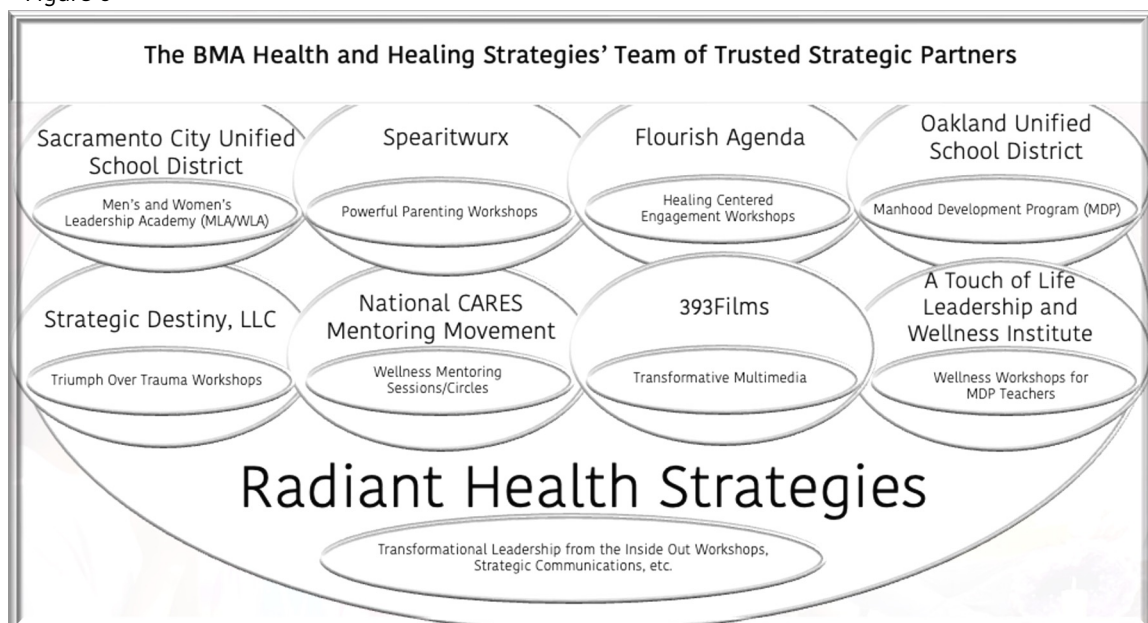 The BMA Health and Healing Strategies’ Team of Trusted Strategic Partners
Sacramento City Unified
School District
Men’s and Women’s
Leadership Academy (MLA/WLA)
Spearitwurx
Powerful Parenting Workshops
Flourish Agenda
Healing Centered
Engagement Workshops
Oakland Unified
School District
Manhood Development Program (MDP)
Strategic Destiny, LLC
Triumph Over Trauma Workshops
National CARES
Mentoring Movement
Wellness Mentoring
Sessions/Circles
393Films
Transformative Multimedia
A Touch of Life
Leadership and
Wellness Institute
Wellness Workshops for
MDP Teachers
Radiant Health Strategies
Transformational Leadership from the Inside Out Workshops,
Strategic Communications, etc.